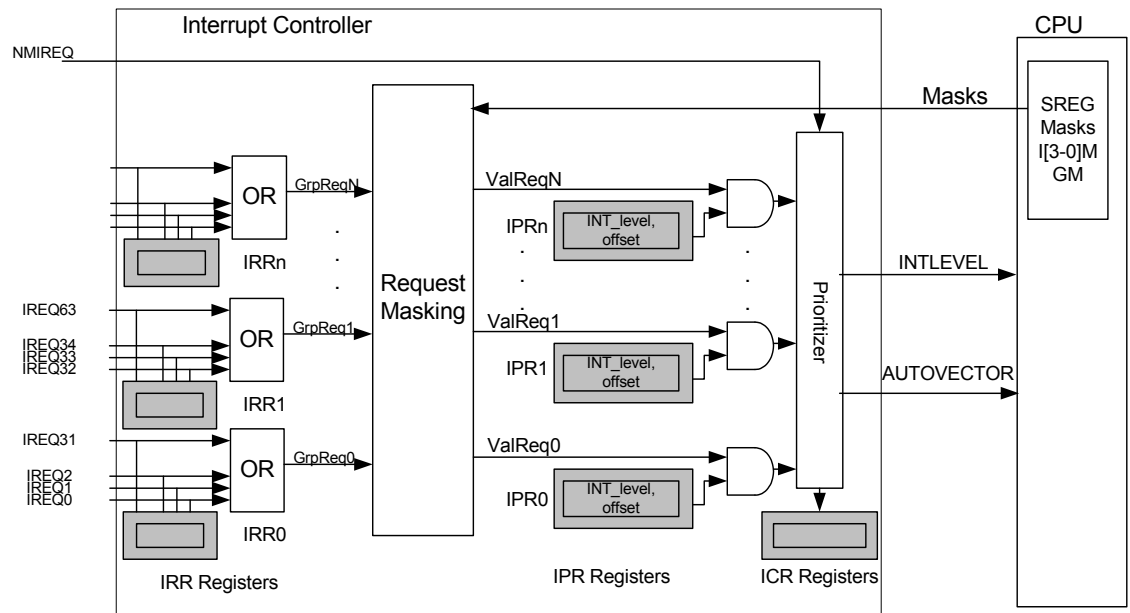 Interrupt Controller
CPU
NMIREQ
Masks
SREG
Masks
I[3-0]M
GM
OR
GrpReqN
ValReqN
IRRn
IPRn
INT_level,
offset
Request
Masking
Prioritizer
INTLEVEL
IREQ63
IREQ34
IREQ33
IREQ32
OR
GrpReq1
ValReq1
IRR1
IPR1
INT_level,
offset
AUTOVECTOR
IREQ31
IREQ2
IREQ1
IREQ0
OR
GrpReq0
ValReq0
IRR0
IPR0
INT_level,
offset
IRR Registers
IPR Registers
ICR Registers